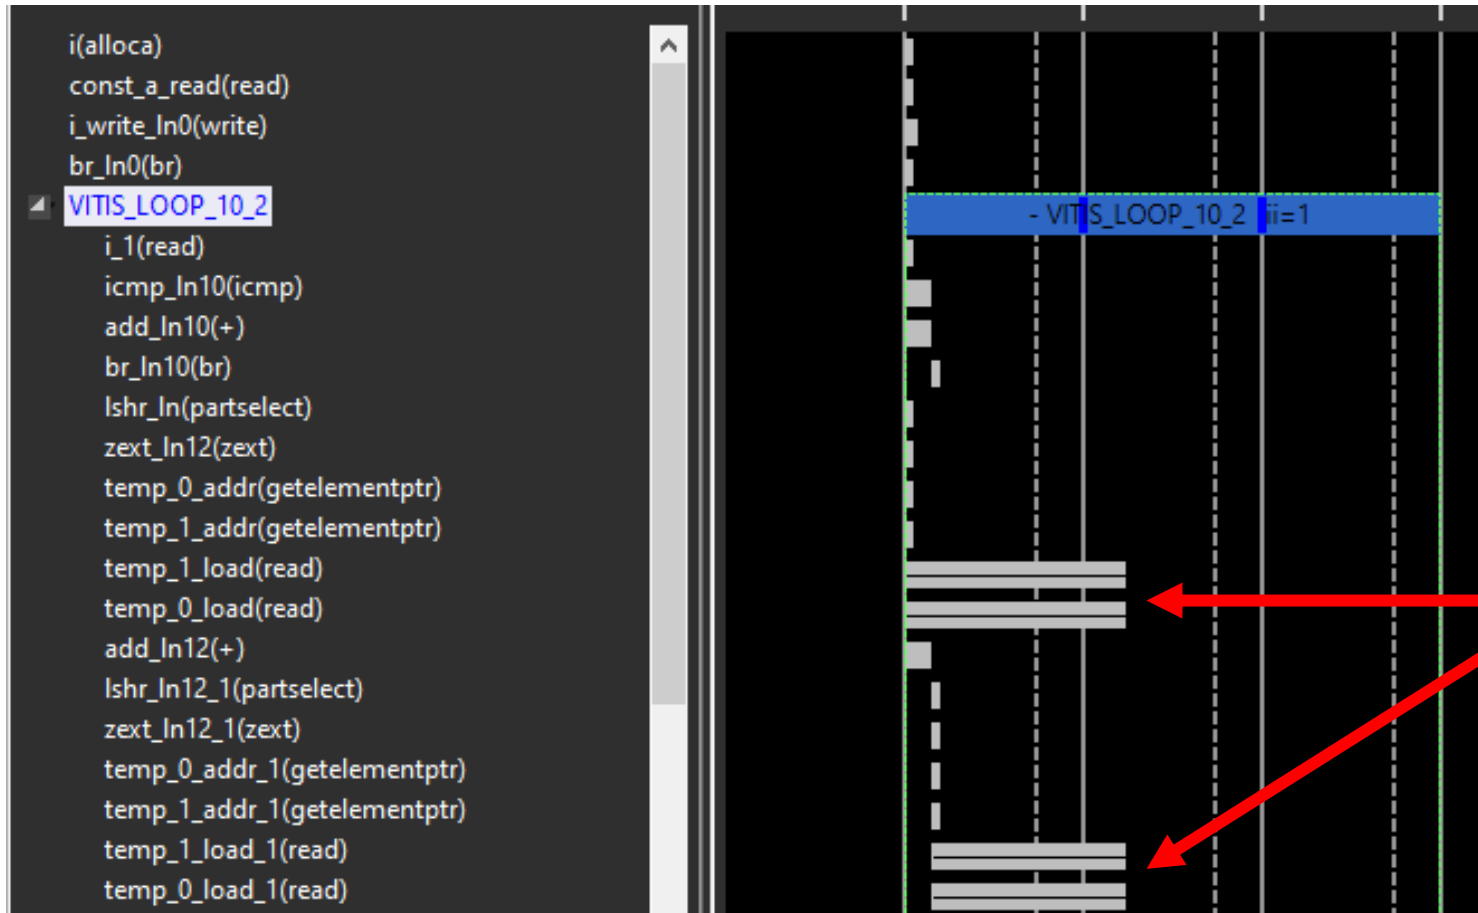 i(alloca)
const_a_read(read)
i_write_ln0(write)
br_ln0(br)
VITIS_LOOP_10_2
- VITIS_LOOP_10_2 ii=1
i_1(read)
icmp_ln10(icmp)
add_ln10(+)
br_ln10(br)
lshr_ln(partselect)
zext_ln12(zext)
temp_0_addr(getelementptr)
temp_1_addr(getelementptr)
temp_1_load(read)
temp_0_load(read)
add_ln12(+)
lshr_ln12_1(partselect)
zext_ln12_1(zext)
temp_0_addr_1(getelementptr)
temp_1_addr_1(getelementptr)
temp_1_load_1(read)
temp_0_load_1(read)